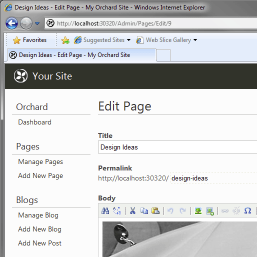 Design Ideas - Edit Page - My Orchard Site - Windows Internet Explorer
http://localhost:30320/Admin/Pages/Edit/9
Favorites
Suggested Sites
Web Slice Gallery
Design Ideas - Edit Page - My Orchard Site
Your Site
Orchard
Dashboard
Pages
Manage Pages
Add New Page
Blogs
Manage Blog
Add New Blog
Add New Post
Edit Page
Title
Design Ideas
Permalink
http://localhost:30320/ design-ideas
Body